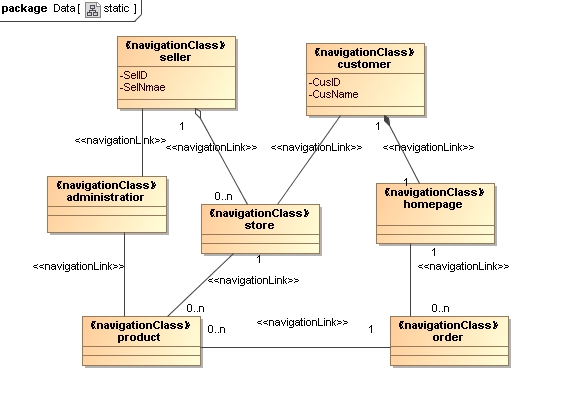 package Data [ static ]
«navigationClass»
seller
-SelID
-SelNmae
«navigationClass»
customer
-CusID
-CusName
1
1
<<navigationLink>>
<<navigationLink>>
<<navigationLink>>
<<navigationLink>>
«navigationClass»
administratior
0..n
«navigationClass»
store
1
«navigationClass»
homepage
1
1
<<navigationLink>>
<<navigationLink>>
<<navigationLink>>
0..n
0..n
«navigationClass»
product
0..n
<<navigationLink>>
1
«navigationClass»
order